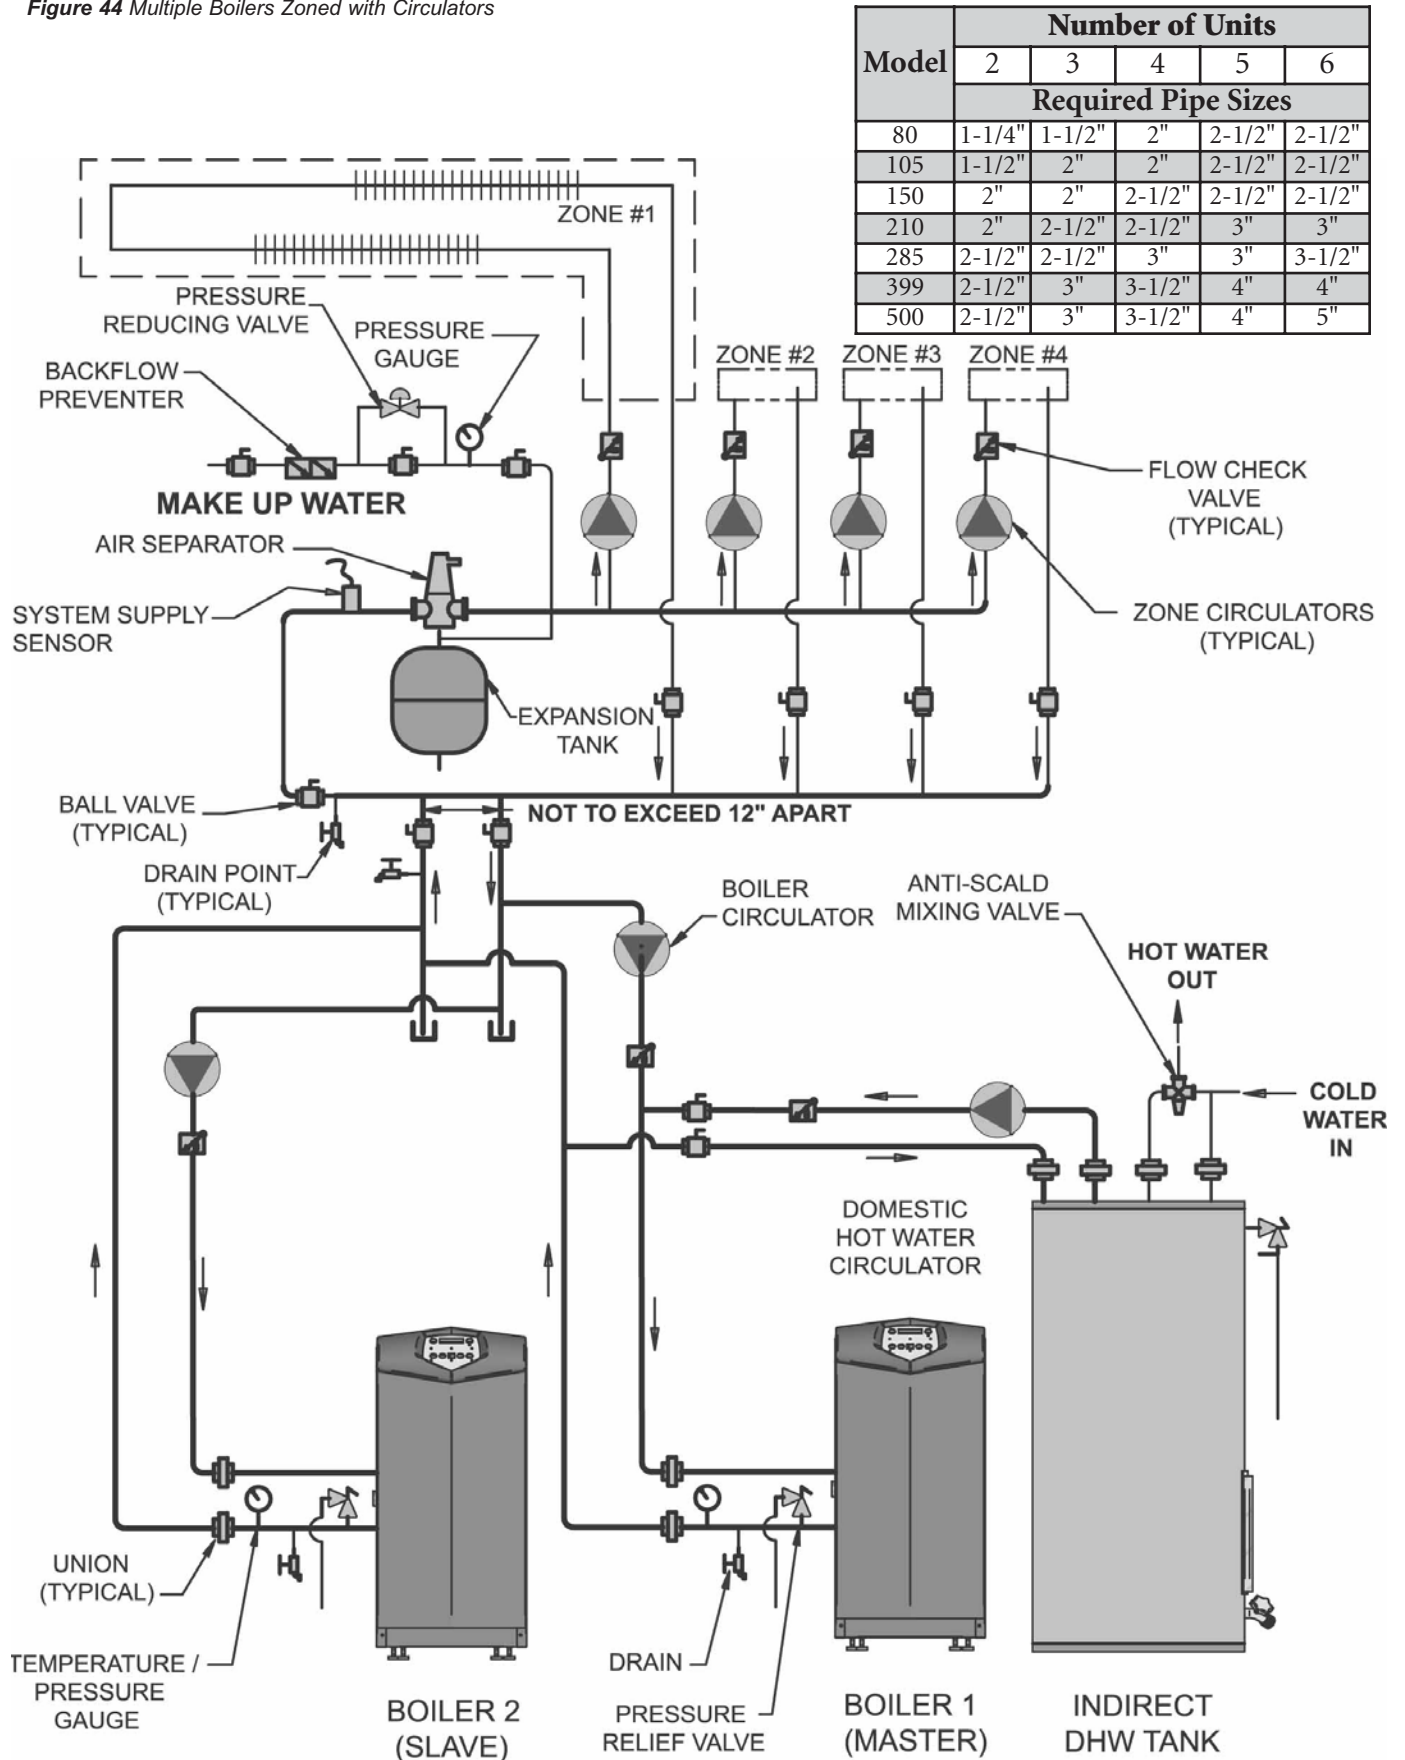 Figure 44 Multiple Boilers Zoned with Circulators
Model
Number of Units
2 3 4 5 6
Required Pipe Sizes
80 1-1/4" 1-1/2" 2" 2-1/2" 2-1/2"
105 1-1/2" 2" 2" 2-1/2" 2-1/2"
150 2" 2" 2-1/2" 2-1/2" 2-1/2"
210 2" 2-1/2" 2-1/2" 3" 3"
285 2-1/2" 2-1/2" 3" 3" 3-1/2"
399 2-1/2" 3" 3-1/2" 4" 4"
500 2-1/2" 3" 3-1/2" 4" 5"
ZONE #1
PRESSURE
REDUCING VALVE
PRESSURE
GAUGE
BACKFLOW
PREVENTER
ZONE #2
ZONE #3
ZONE #4
MAKE UP WATER
FLOW CHECK
VALVE
(TYPICAL)
AIR SEPARATOR
SYSTEM SUPPLY
SENSOR
ZONE CIRCULATORS
(TYPICAL)
EXPANSION
TANK
BALL VALVE
(TYPICAL)
NOT TO EXCEED 12" APART
DRAIN POINT
(TYPICAL)
BOILER
CIRCULATOR
ANTI-SCALD
MIXING VALVE
HOT WATER
OUT
COLD
WATER
IN
DOMESTIC
HOT WATER
CIRCULATOR
UNION
(TYPICAL)
TEMPERATURE /
PRESSURE
GAUGE
BOILER 2
(SLAVE)
DRAIN
PRESSURE
RELIEF VALVE
BOILER 1
(MASTER)
INDIRECT
DHW TANK